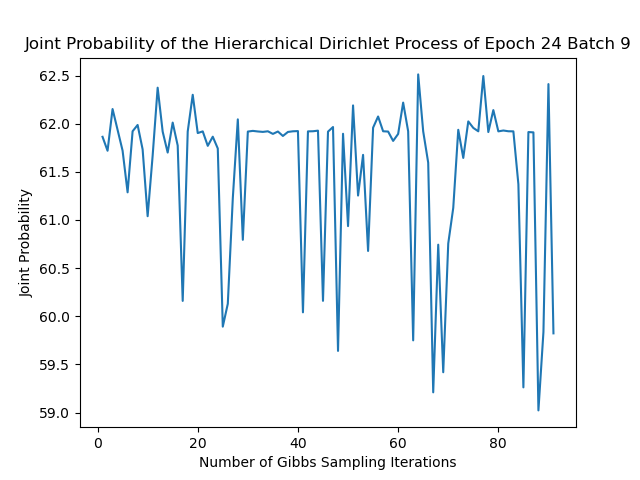 Joint Probability of the Hierarchical Dirichlet Process of Epoch 24 Batch 9
62.5
62.0
61.5
61.0
60.5
60.0
59.5
59.0
Joint Probability
0 20 40 60 80
Number of Gibbs Sampling Iterations